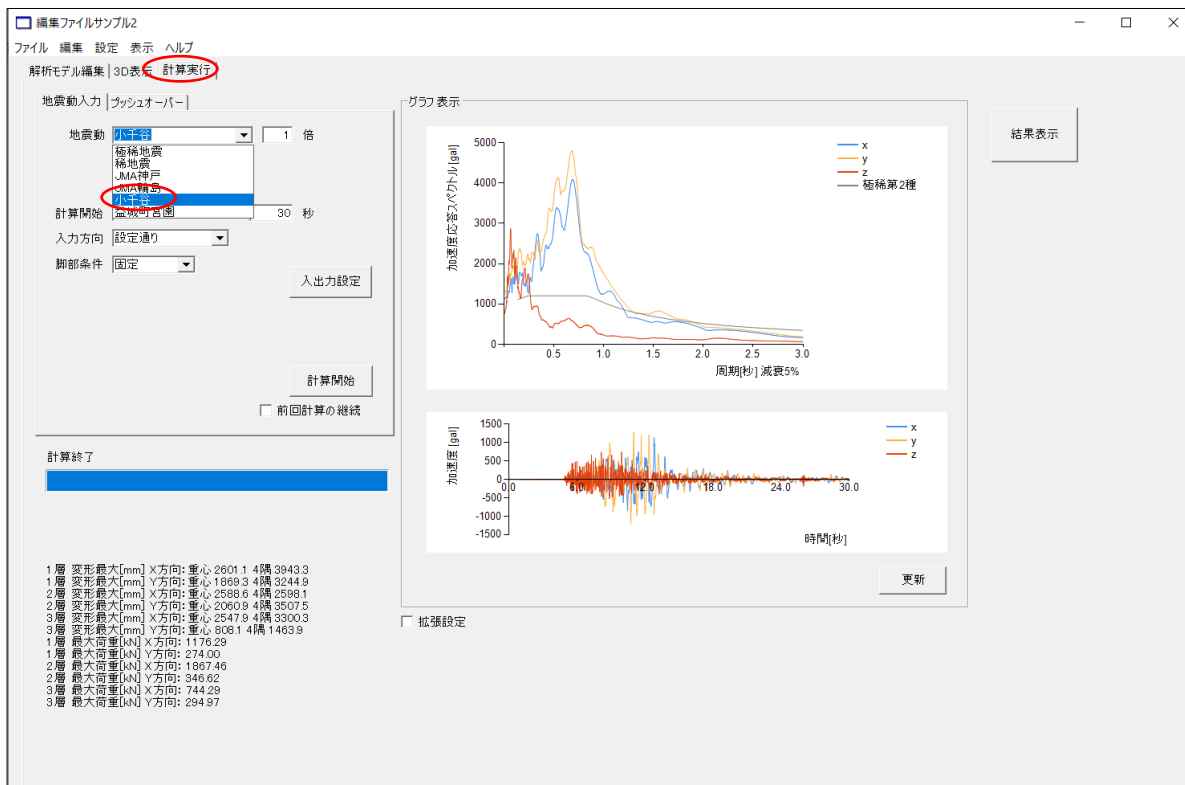 編集ファイルサンプル2
ファイル 編集 設定 表示 ヘルプ
解析モデル編集 3D表示 計算実行
地震動入力 プッシュオーバー
地震動 小千谷 1 倍
極稀地震
稀地震
JMA神戸
JMA輪島
小千谷
益城町宮園
計算開始 30 秒
入力方向 設定通り
脚部条件 固定
入出力設定
計算開始
前回計算の継続
計算終了
1層 変形最大[mm] X方向: 重心 2601.1 4隅 3943.3
1層 変形最大[mm] Y方向: 重心 1869.3 4隅 3244.9
2層 変形最大[mm] X方向: 重心 2588.6 4隅 2598.1
2層 変形最大[mm] Y方向: 重心 2060.9 4隅 3507.5
3層 変形最大[mm] X方向: 重心 2547.9 4隅 3300.3
3層 変形最大[mm] Y方向: 重心 808.1 4隅 1463.9
1層 最大荷重[kN] X方向: 1176.29
1層 最大荷重[kN] Y方向: 274.00
2層 最大荷重[kN] X方向: 1867.46
2層 最大荷重[kN] Y方向: 346.62
3層 最大荷重[kN] X方向: 744.29
3層 最大荷重[kN] Y方向: 294.97
グラフ表示
加速度応答スペクトル[gal]
5000
4000
3000
2000
1000
0
0.5 1.0 1.5 2.0 2.5 3.0
周期[秒] 減衰5%
x
y
極稀第2種
z
加速度 [gal]
1500
1000
500
0
-500
-1000
-1500
0.0 6.0 12.0 18.0 24.0 30.0
時間[秒]
x
y
z
更新
拡張設定
結果表示